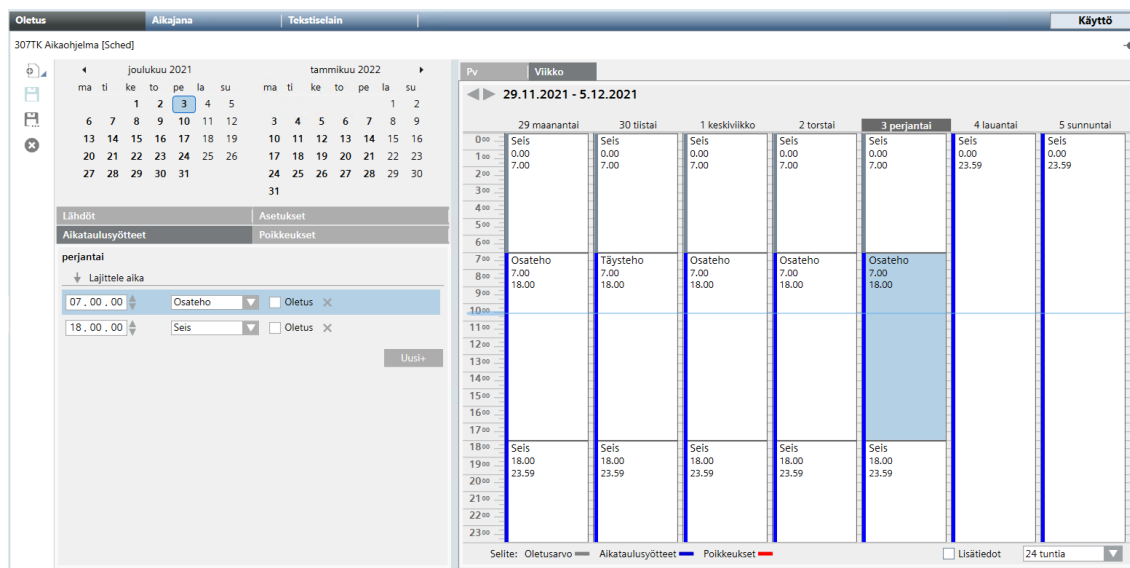 Oletus Aikajana Tekstiselain Käyttö
307TK Aikaohjelma [Sched]
joulukuu 2021 tammikuu 2022
ma ti ke to pe la su ma ti ke to pe la su
1 2 3 4 5 1 2
6 7 8 9 10 11 12 3 4 5 6 7 8 9
13 14 15 16 17 18 19 10 11 12 13 14 15 16
20 21 22 23 24 25 26 17 18 19 20 21 22 23
27 28 29 30 31 24 25 26 27 28 29 30
31
Lähdöt Asetukset
Aikataulusyötteet Poikkeukset
perjantai
Lajittele aika
07 . 00 . 00 Osateho Oletus
18 . 00 . 00 Seis Oletus
Uusi+
Pv Viikko
29.11.2021 - 5.12.2021
29 maanantai 30 tiistai 1 keskiviikko 2 torstai 3 perjantai 4 lauantai 5 sunnuntai
0 00 Seis Seis Seis Seis Seis Seis Seis
0.00 0.00 0.00 0.00 0.00 0.00 0.00
1 00 7.00 7.00 7.00 7.00 7.00 23.59 23.59
2 00
3 00
4 00
5 00
6 00
7 00 Osateho Täysteho Osateho Osateho Osateho
8 00 7.00 7.00 7.00 7.00 7.00
18.00 18.00 18.00 18.00 18.00
9 00
10 00
11 00
12 00
13 00
14 00
15 00
16 00
17 00
18 00 Seis Seis Seis Seis Seis
19 00 18.00 18.00 18.00 18.00 18.00
23.59 23.59 23.59 23.59 23.59
20 00
21 00
22 00
23 00
Selite: Oletusarvo Aikataulusyötteet Poikkeukset Lisätiedot 24 tuntia